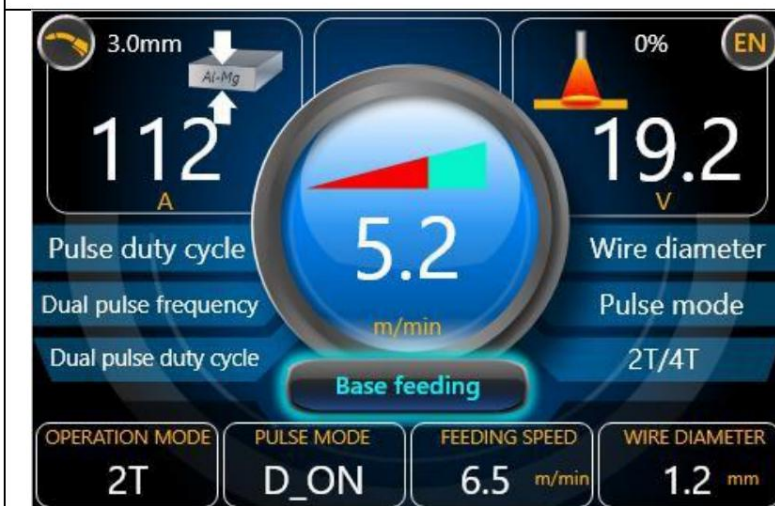 3.0mm
0%
EN
Al-Mg
112
A
19.2
V
5.2
m/min
Pulse duty cycle
Dual pulse frequency
Dual pulse duty cycle
Wire diameter
Pulse mode
2T/4T
Base feeding
OPERATION MODE
2T
PULSE MODE
D_ON
FEEDING SPEED
6.5 m/min
WIRE DIAMETER
1.2 mm